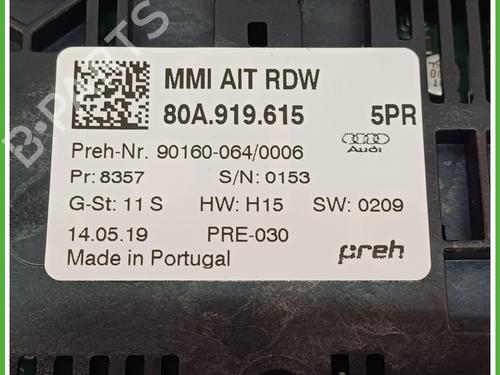 MMI AIT RDW
80A.919.615 5PR
Preh-Nr. 90160-064/0006
Audi
Pr: 8357 S/N: 0153
G-St: 11 S HW: H15 SW: 0209
14.05.19 PRE-030
Made in Portugal preh
B-PARTS